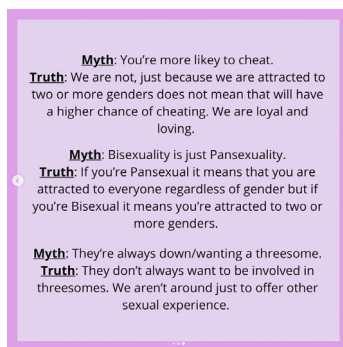 Myth: You're more likey to cheat.
Truth: We are not, just because we are attracted to
two or more genders does not mean that will have
a higher chance of cheating. We are loyal and
loving.
Myth: Bisexuality is just Pansexuality.
Truth: If you're Pansexual it means that you are
attracted to everyone regardless of gender but if
you're Bisexual it means you're attracted to two or
more genders.
Myth: They're always down/wanting a threesome.
Truth: They don't always want to be involved in
threesomes. We aren't around just to offer other
sexual experience.